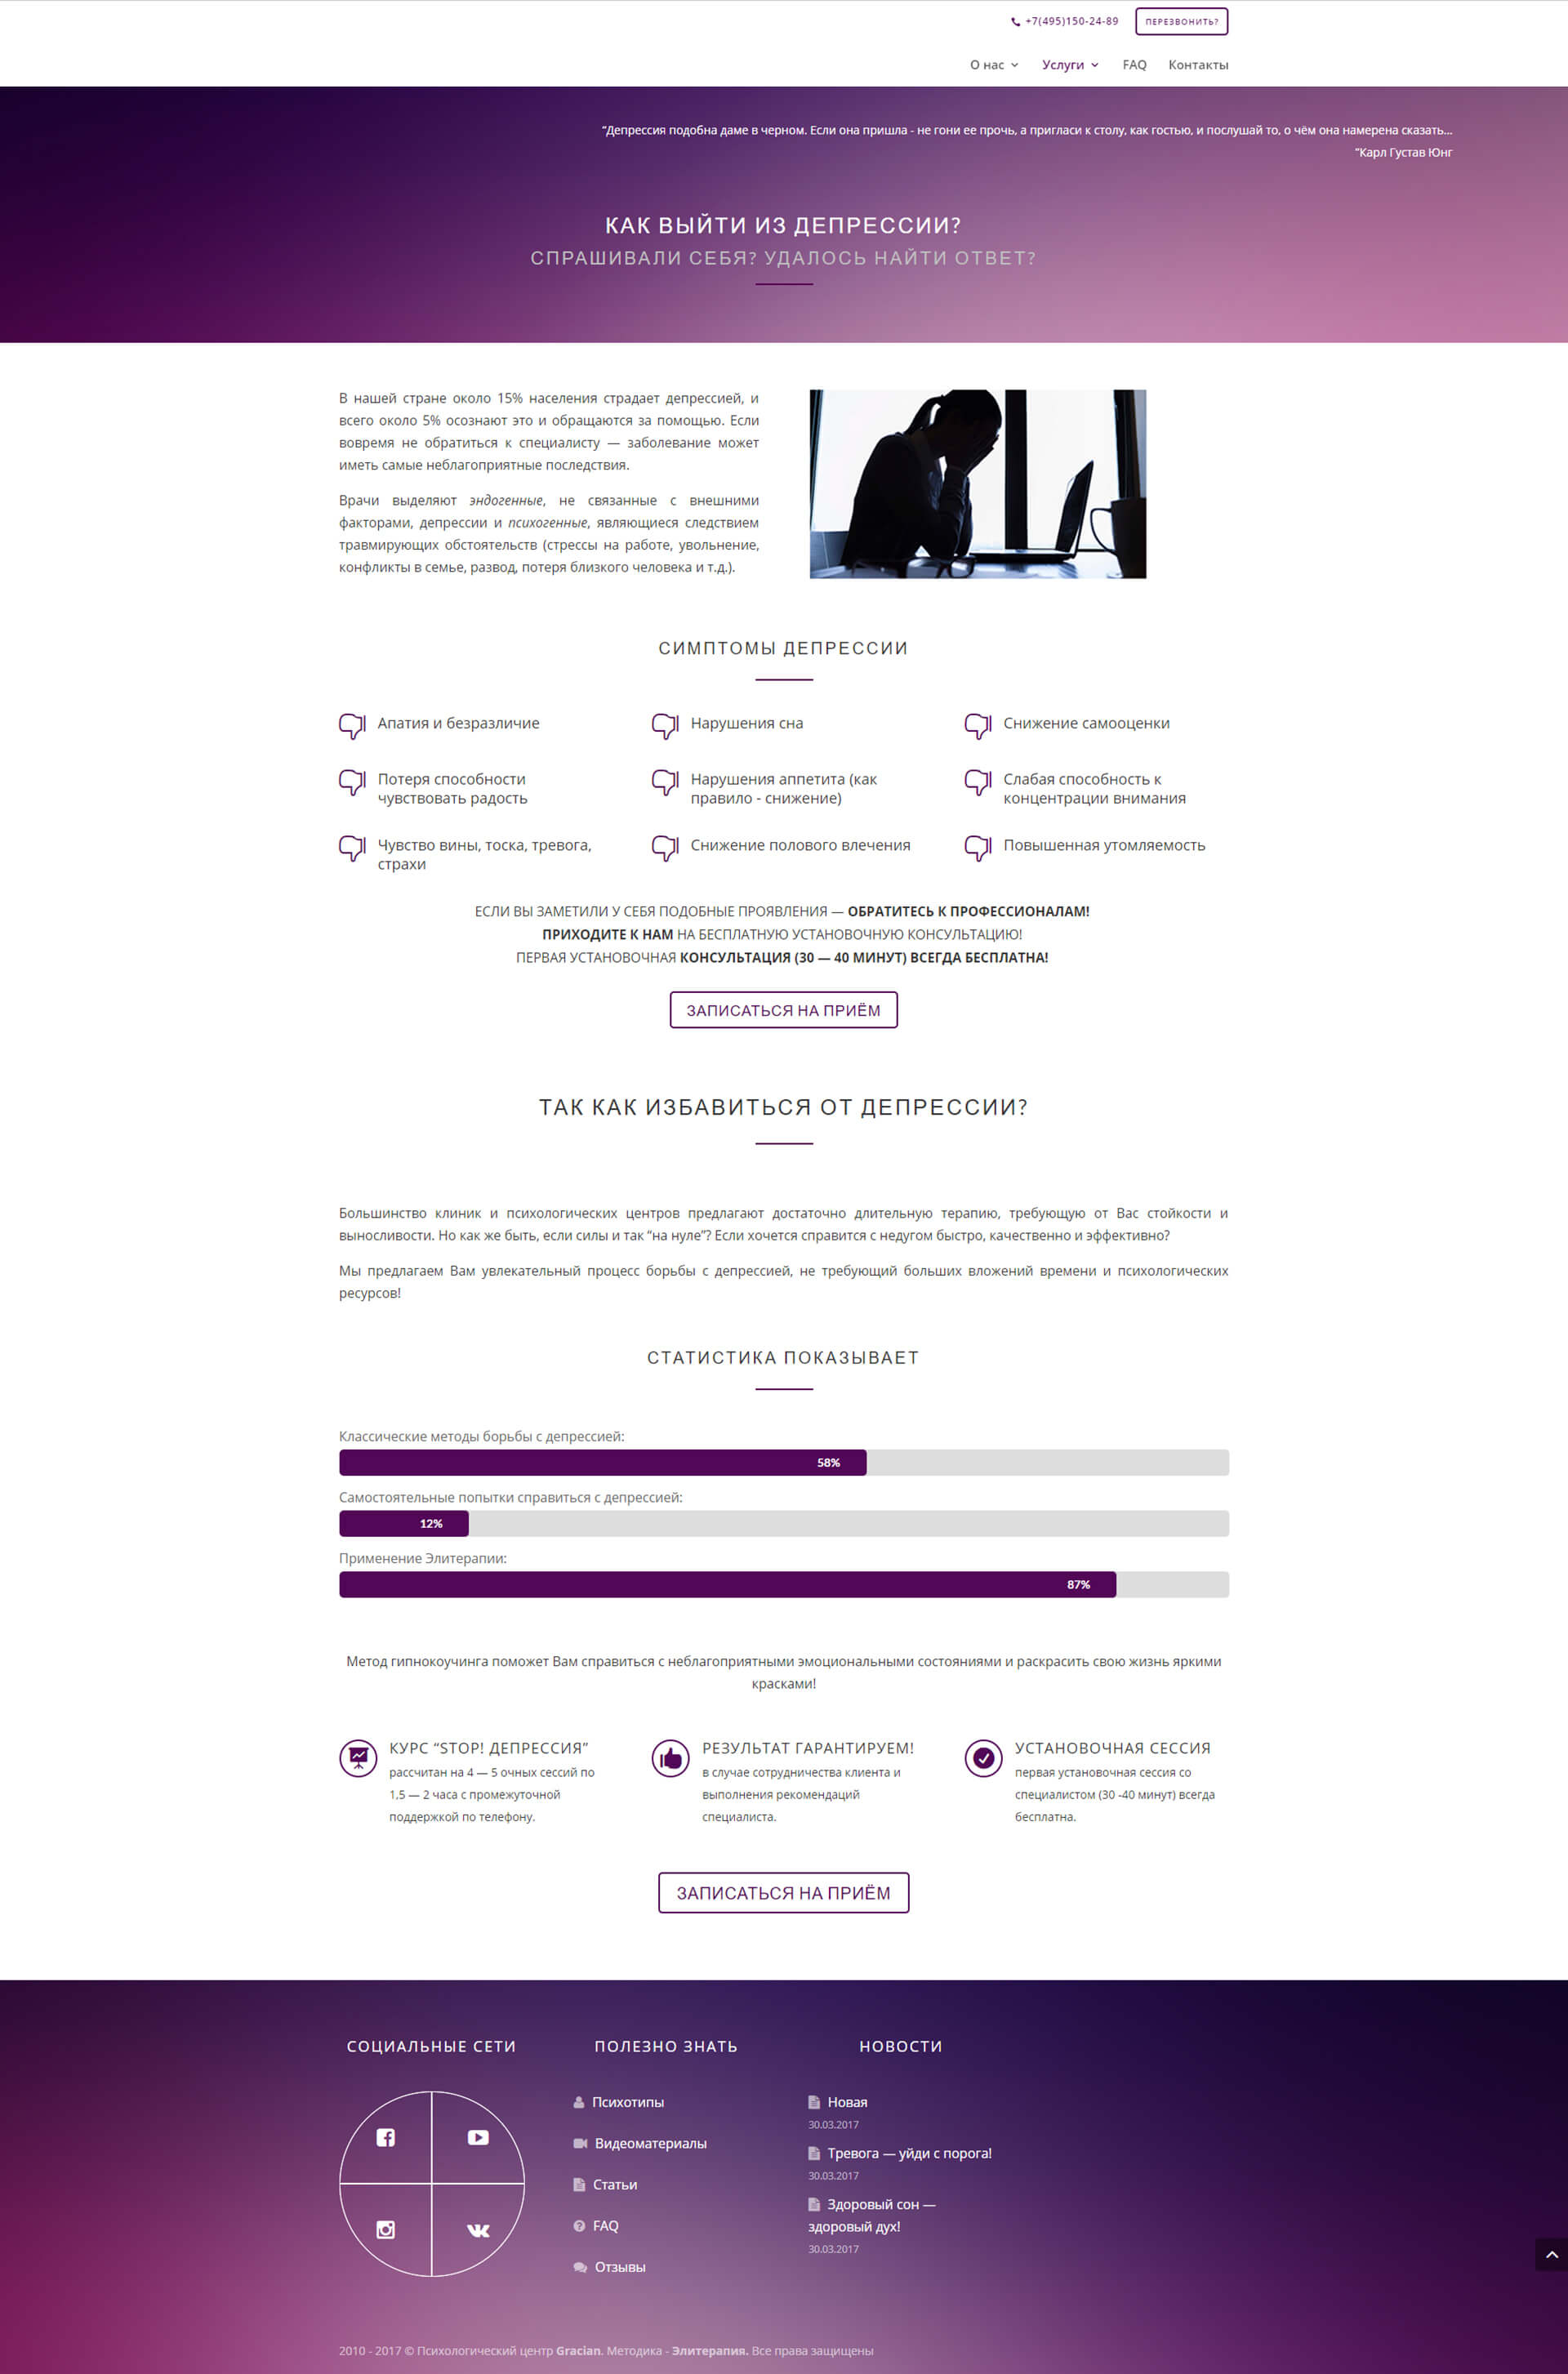 +7(495)150-24-89
ПЕРЕЗВОНИТЬ?
О нас
Услуги
FAQ
Контакты
“Депрессия подобна даме в черном. Если она пришла - не гони ее прочь, а пригласи к столу, как гостью, и послушай то, о чём она намерена сказать...
“Карл Густав Юнг
КАК ВЫЙТИ ИЗ ДЕПРЕССИИ?
СПРАШИВАЛИ СЕБЯ? УДАЛОСЬ НАЙТИ ОТВЕТ?
В нашей стране около 15% населения страдает депрессией, и
всего около 5% осознают это и обращаются за помощью. Если
вовремя не обратиться к специалисту — заболевание может
иметь самые неблагоприятные последствия.
Врачи выделяют эндогенные, не связанные с внешними
факторами, депрессии и психогенные, являющиеся следствием
травмирующих обстоятельств (стрессы на работе, увольнение,
конфликты в семье, развод, потеря близкого человека и т.д.).
СИМПТОМЫ ДЕПРЕССИИ
Апатия и безразличие
Нарушения сна
Снижение самооценки
Потеря способности
чувствовать радость
Нарушения аппетита (как
правило - снижение)
Слабая способность к
концентрации внимания
Чувство вины, тоска, тревога,
страхи
Снижение полового влечения
Повышенная утомляемость
ЕСЛИ ВЫ ЗАМЕТИЛИ У СЕБЯ ПОДОБНЫЕ ПРОЯВЛЕНИЯ — ОБРАТИТЕСЬ К ПРОФЕССИОНАЛАМ!
ПРИХОДИТЕ К НАМ НА БЕСПЛАТНУЮ УСТАНОВОЧНУЮ КОНСУЛЬТАЦИЮ!
ПЕРВАЯ УСТАНОВОЧНАЯ КОНСУЛЬТАЦИЯ (30 — 40 МИНУТ) ВСЕГДА БЕСПЛАТНА!
ЗАПИСАТЬСЯ НА ПРИЁМ
ТАК КАК ИЗБАВИТЬСЯ ОТ ДЕПРЕССИИ?
Большинство клиник и психологических центров предлагают достаточно длительную терапию, требующую от Вас стойкости и
выносливости. Но как же быть, если силы и так “на нуле”? Если хочется справится с недугом быстро, качественно и эффективно?
Мы предлагаем Вам увлекательный процесс борьбы с депрессией, не требующий больших вложений времени и психологических
ресурсов!
СТАТИСТИКА ПОКАЗЫВАЕТ
Классические методы борьбы с депрессией:
58%
Самостоятельные попытки справиться с депрессией:
12%
Применение Элитерапии:
87%
Метод гипнокоучинга поможет Вам справиться с неблагоприятными эмоциональными состояниями и раскрасить свою жизнь яркими
красками!
КУРС “STOP! ДЕПРЕССИЯ”
рассчитан на 4 — 5 очных сессий по
1,5 — 2 часа с промежуточной
поддержкой по телефону.
РЕЗУЛЬТАТ ГАРАНТИРУЕМ!
в случае сотрудничества клиента и
выполнения рекомендаций
специалиста.
УСТАНОВОЧНАЯ СЕССИЯ
первая установочная сессия со
специалистом (30 -40 минут) всегда
бесплатна.
ЗАПИСАТЬСЯ НА ПРИЁМ
СОЦИАЛЬНЫЕ СЕТИ
ПОЛЕЗНО ЗНАТЬ
Психотипы
Видеоматериалы
Статьи
FAQ
Отзывы
НОВОСТИ
Новая
30.03.2017
Тревога — уйди с порога!
30.03.2017
Здоровый сон —
здоровый дух!
30.03.2017
2010 - 2017 © Психологический центр Gracian. Методика - Элитерапия. Все права защищены